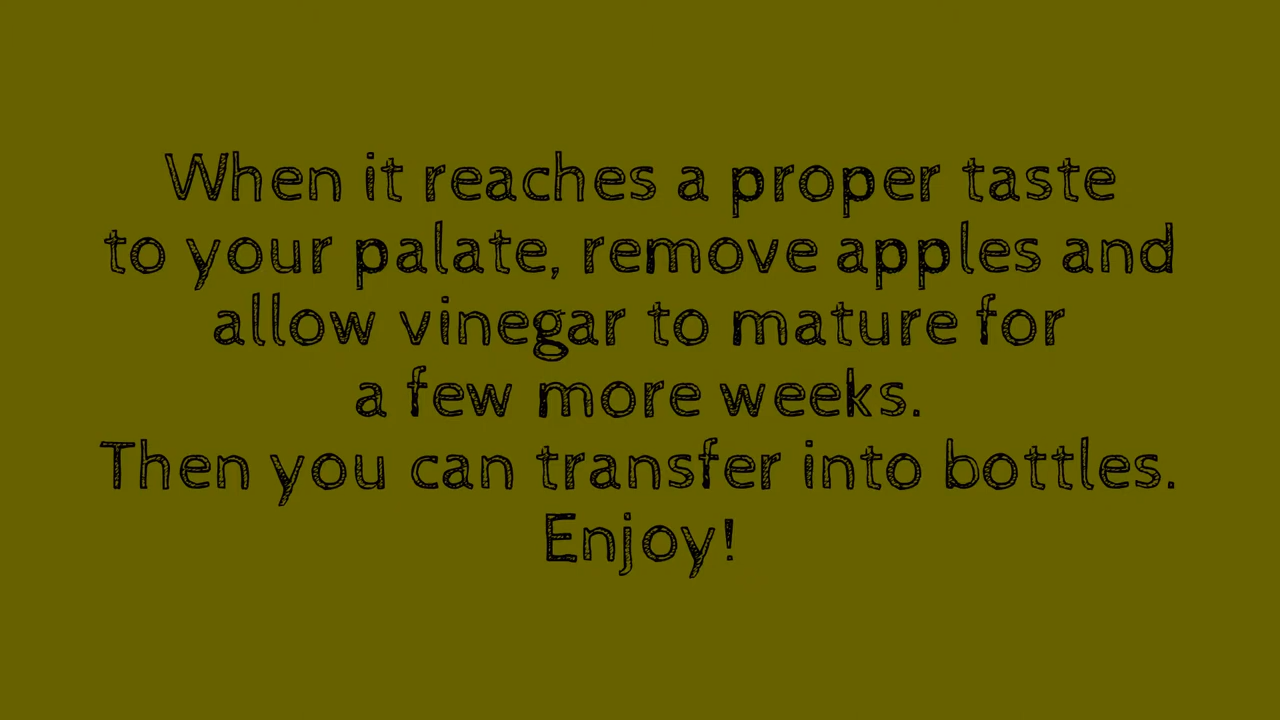 When it reaches a proper taste
to your palate, remove apples and
allow vinegar to mature for
a few more weeks.
Then you can transfer into bottles.
Enjoy!